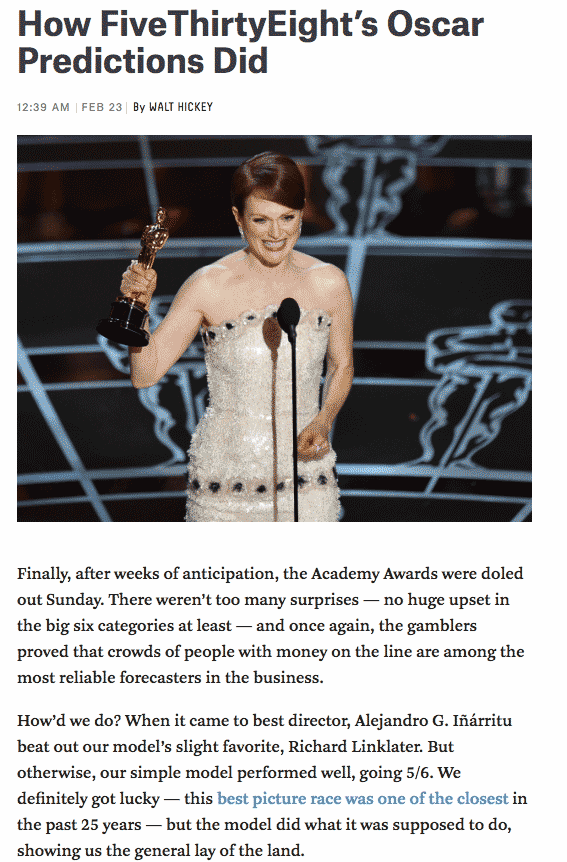 How FiveThirtyEight’s Oscar
Predictions Did
12:39 AM | FEB 23 | By WALT HICKEY
Finally, after weeks of anticipation, the Academy Awards were doled
out Sunday. There weren’t too many surprises — no huge upset in
the big six categories at least — and once again, the gamblers
proved that crowds of people with money on the line are among the
most reliable forecasters in the business.
How’d we do? When it came to best director, Alejandro G. Iñárritu
beat out our model’s slight favorite, Richard Linklater. But
otherwise, our simple model performed well, going 5/6. We
definitely got lucky — this best picture race was one of the closest in
the past 25 years — but the model did what it was supposed to do,
showing us the general lay of the land.